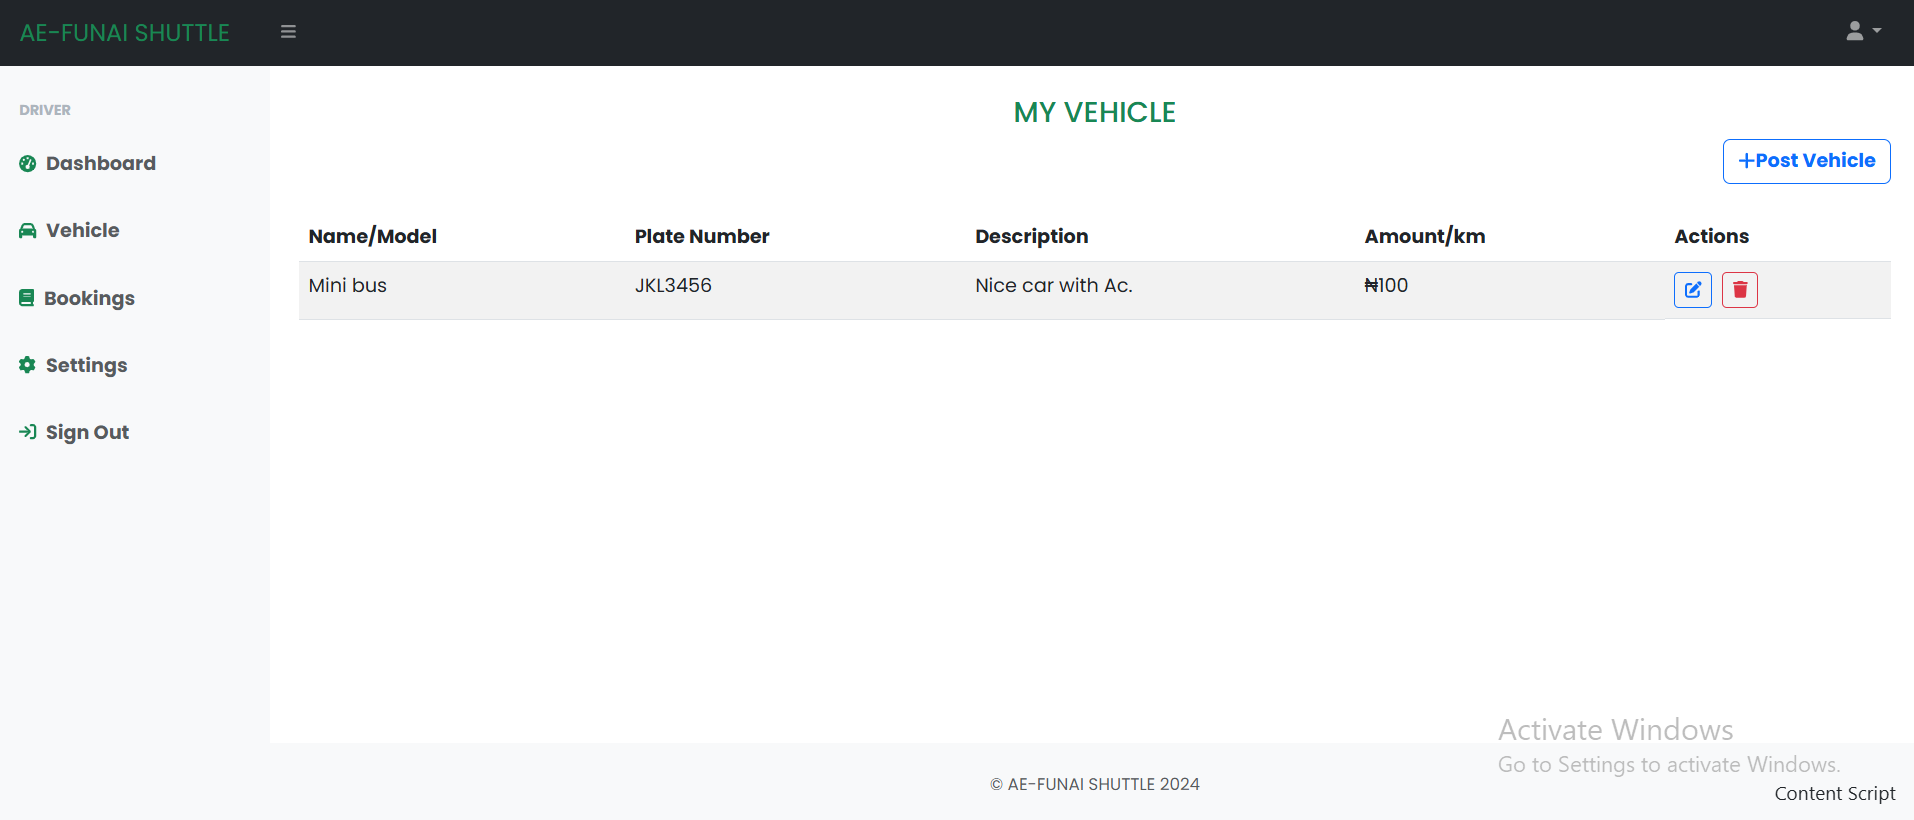 AE-FUNAI SHUTTLE
DRIVER
Dashboard
Vehicle
Bookings
Settings
Sign Out
MY VEHICLE
+Post Vehicle
Name/Model Plate Number Description Amount/km Actions
Mini bus JKL3456 Nice car with Ac. ₦100
Activate Windows
Go to Settings to activate Windows.
© AE-FUNAI SHUTTLE 2024
Content Script